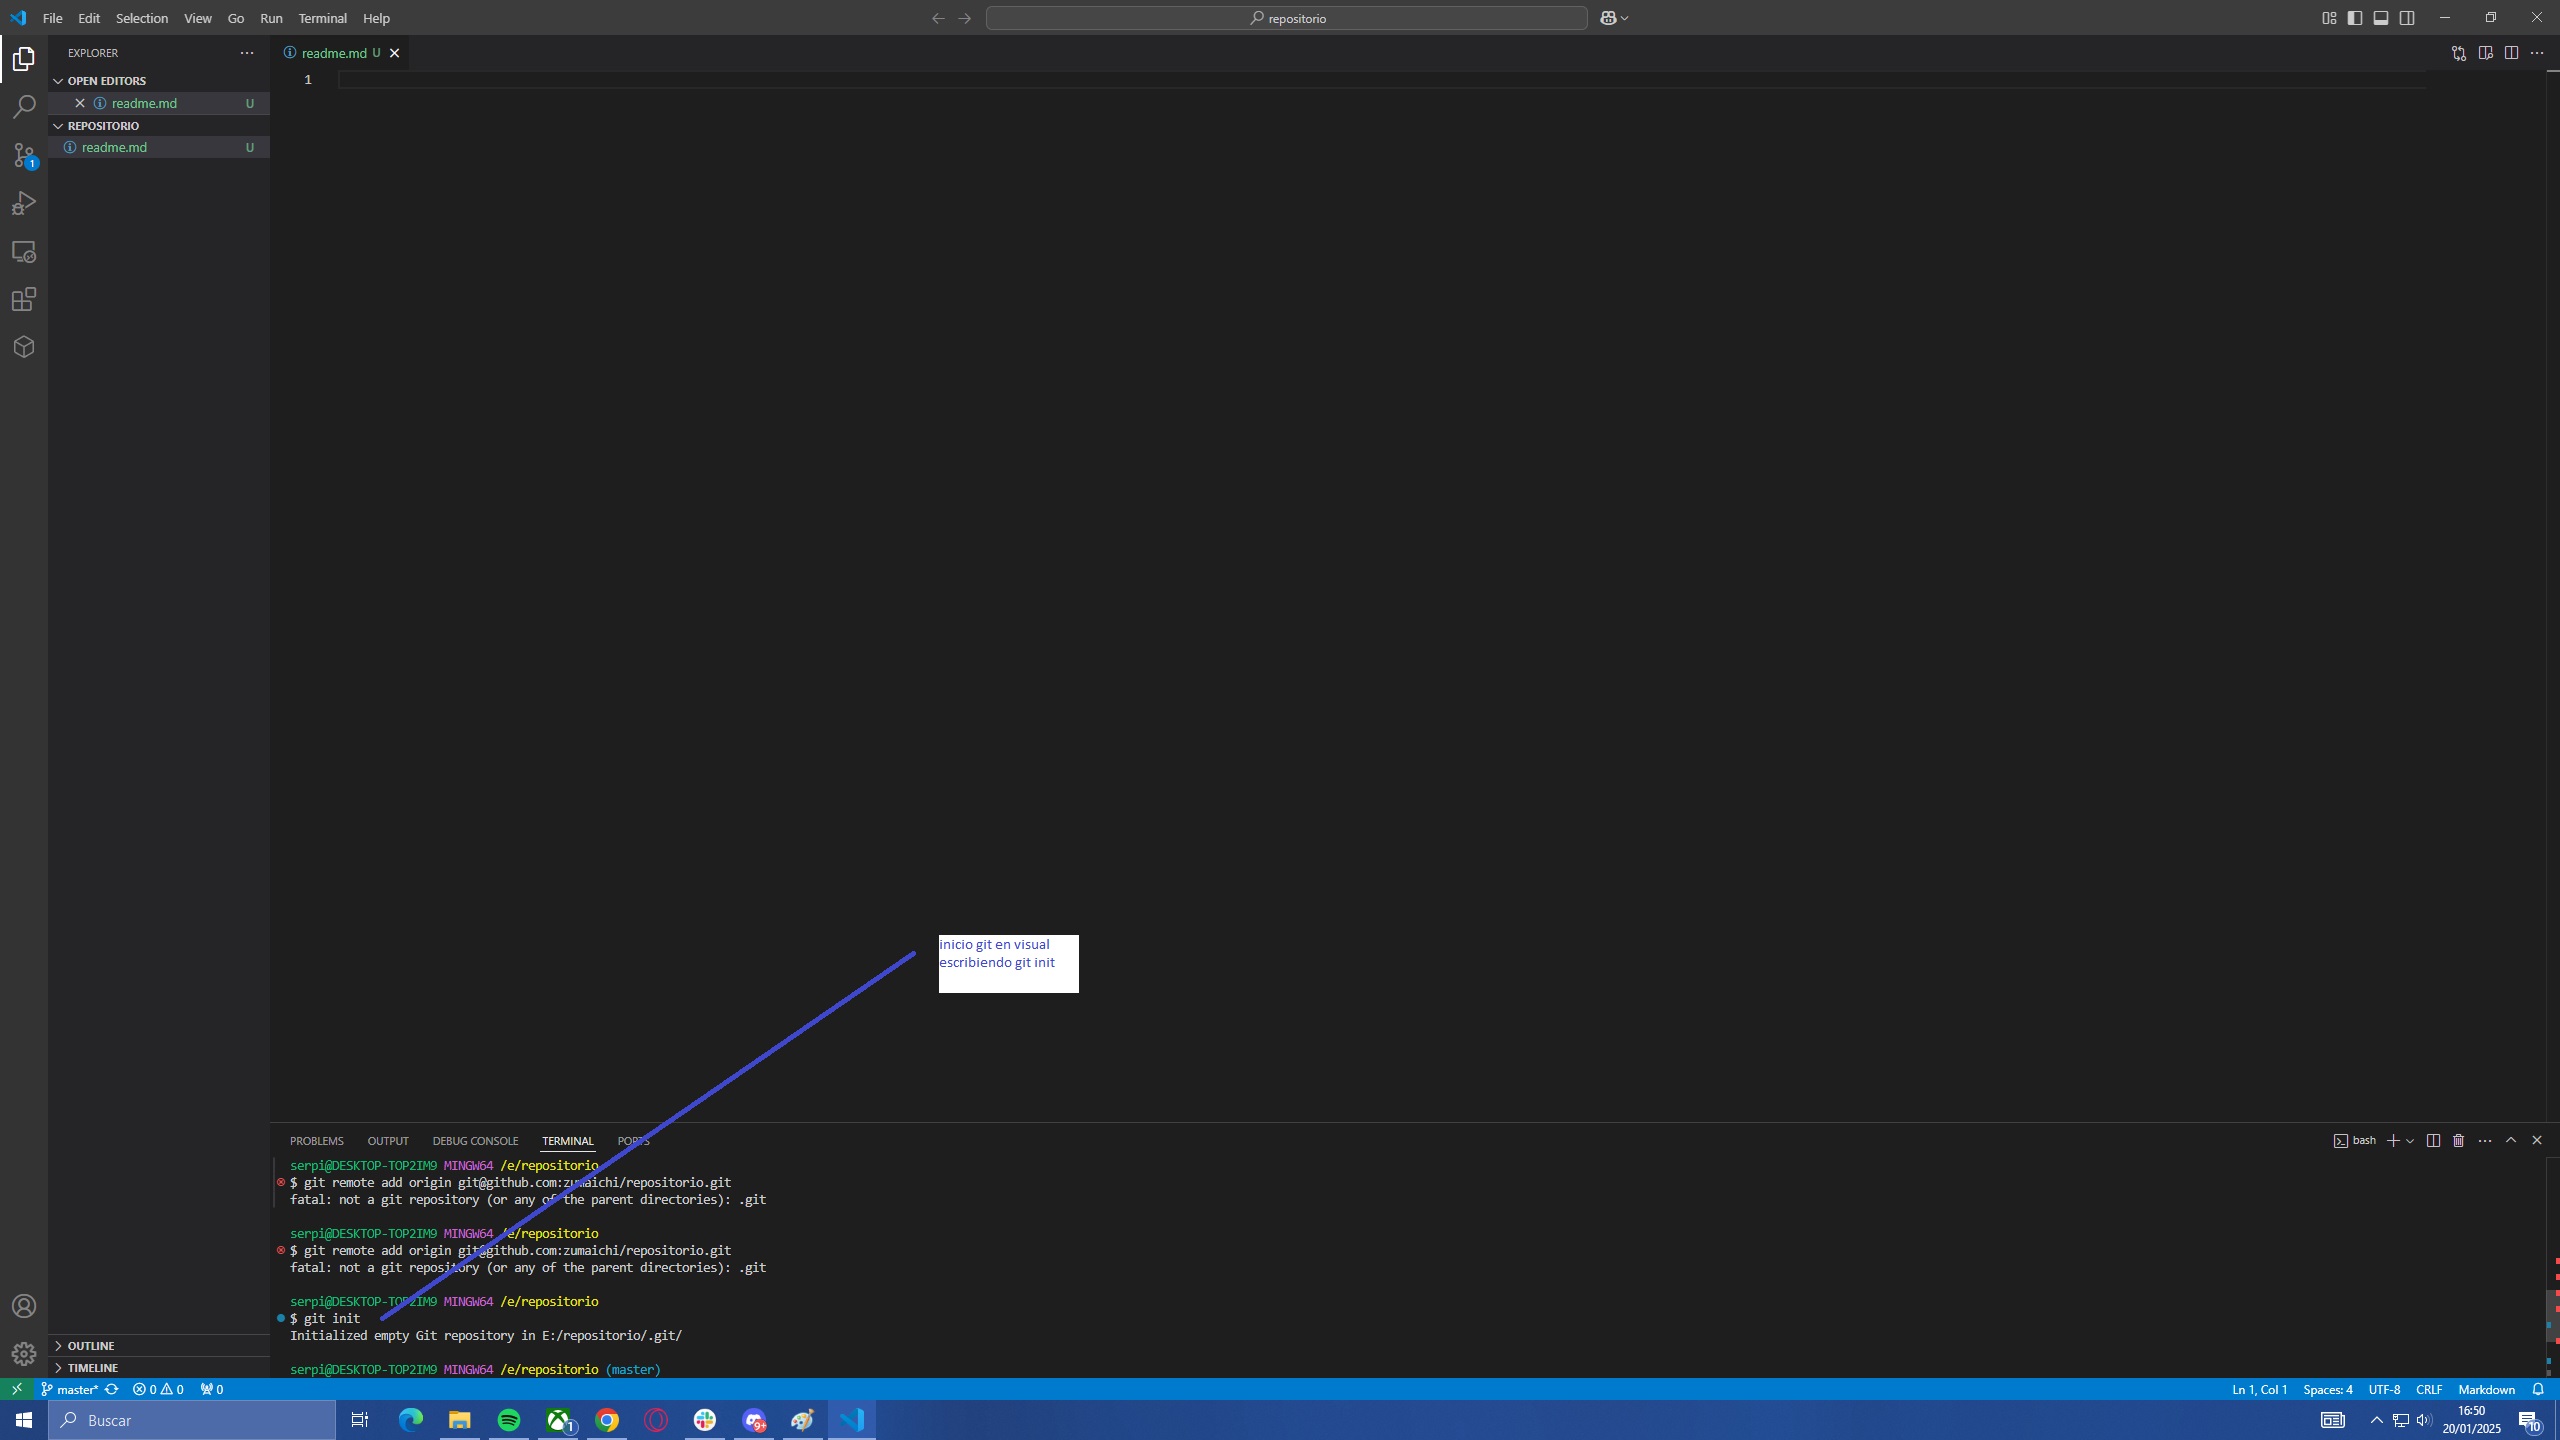 File Edit Selection View Go Run Terminal Help
repositorio
EXPLORER
OPEN EDITORS
readme.md U
REPOSITORIO
readme.md U
1
OUTLINE
TIMELINE
readme.md U
1
inicio git en visual
escribiendo git init
PROBLEMS OUTPUT DEBUG CONSOLE TERMINAL PORTS
bash
serpi@DESKTOP-TOP2IM9 MINGW64 /e/repositorio
$ git remote add origin git@github.com:zumaichi/repositorio.git
fatal: not a git repository (or any of the parent directories): .git
serpi@DESKTOP-TOP2IM9 MINGW64 /e/repositorio
$ git remote add origin git@github.com:zumaichi/repositorio.git
fatal: not a git repository (or any of the parent directories): .git
serpi@DESKTOP-TOP2IM9 MINGW64 /e/repositorio
$ git init
Initialized empty Git repository in E:/repositorio/.git/
serpi@DESKTOP-TOP2IM9 MINGW64 /e/repositorio (master)
master* 0 0 0
Ln 1, Col 1 Spaces: 4 UTF-8 CRLF Markdown
Buscar
1
9+
16:50
20/01/2025
10